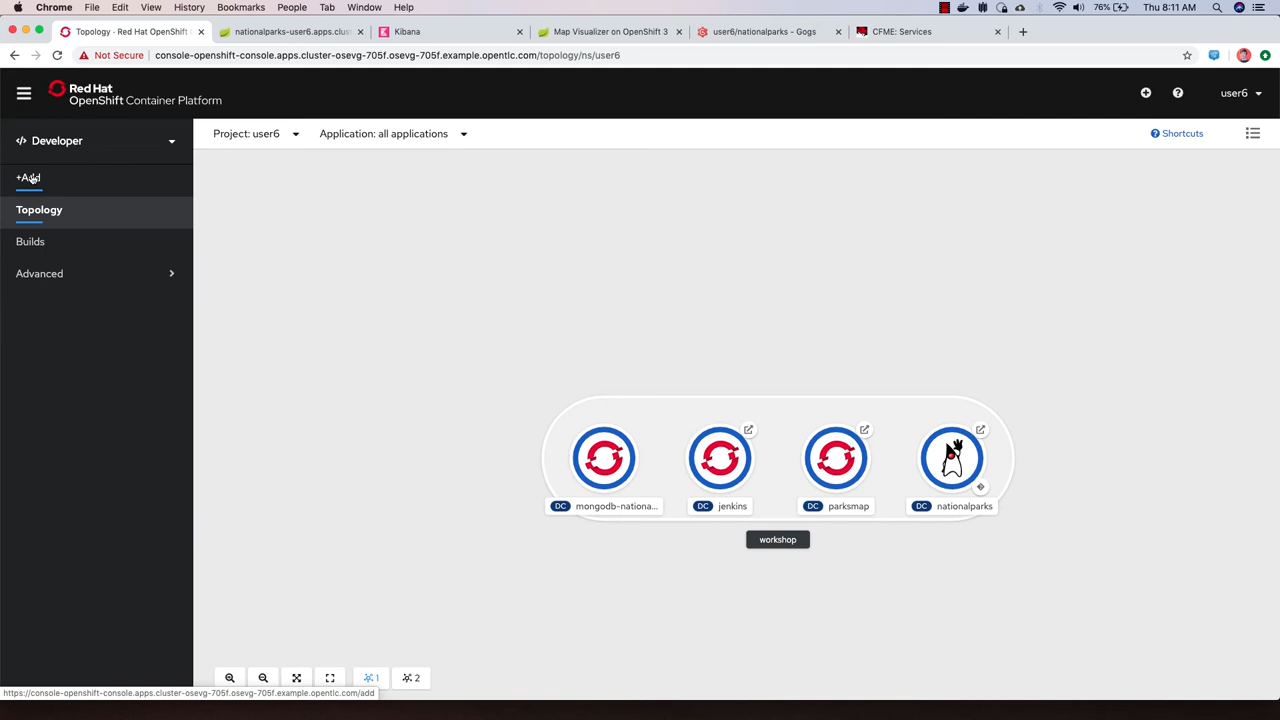 Chrome File Edit View History Bookmarks People Tab Window Help 76% Thu 8:11 AM
Topology · Red Hat OpenShift nationalparks-user6.apps.clust Kibana Map Visualizer on OpenShift 3 user6/nationalparks - Gogs CFME: Services
Not Secure console-openshift-console.apps.cluster-osevg-705f.osevg-705f.example.opentlc.com/topology/ns/user6
Red Hat
OpenShift Container Platform
user6
Developer
Project: user6 Application: all applications Shortcuts
+Add
Topology
Builds
Advanced
DC mongodb-nationa... DC jenkins DC parksmap DC nationalparks
workshop
1 2
https://console-openshift-console.apps.cluster-osevg-705f.osevg-705f.example.opentlc.com/add